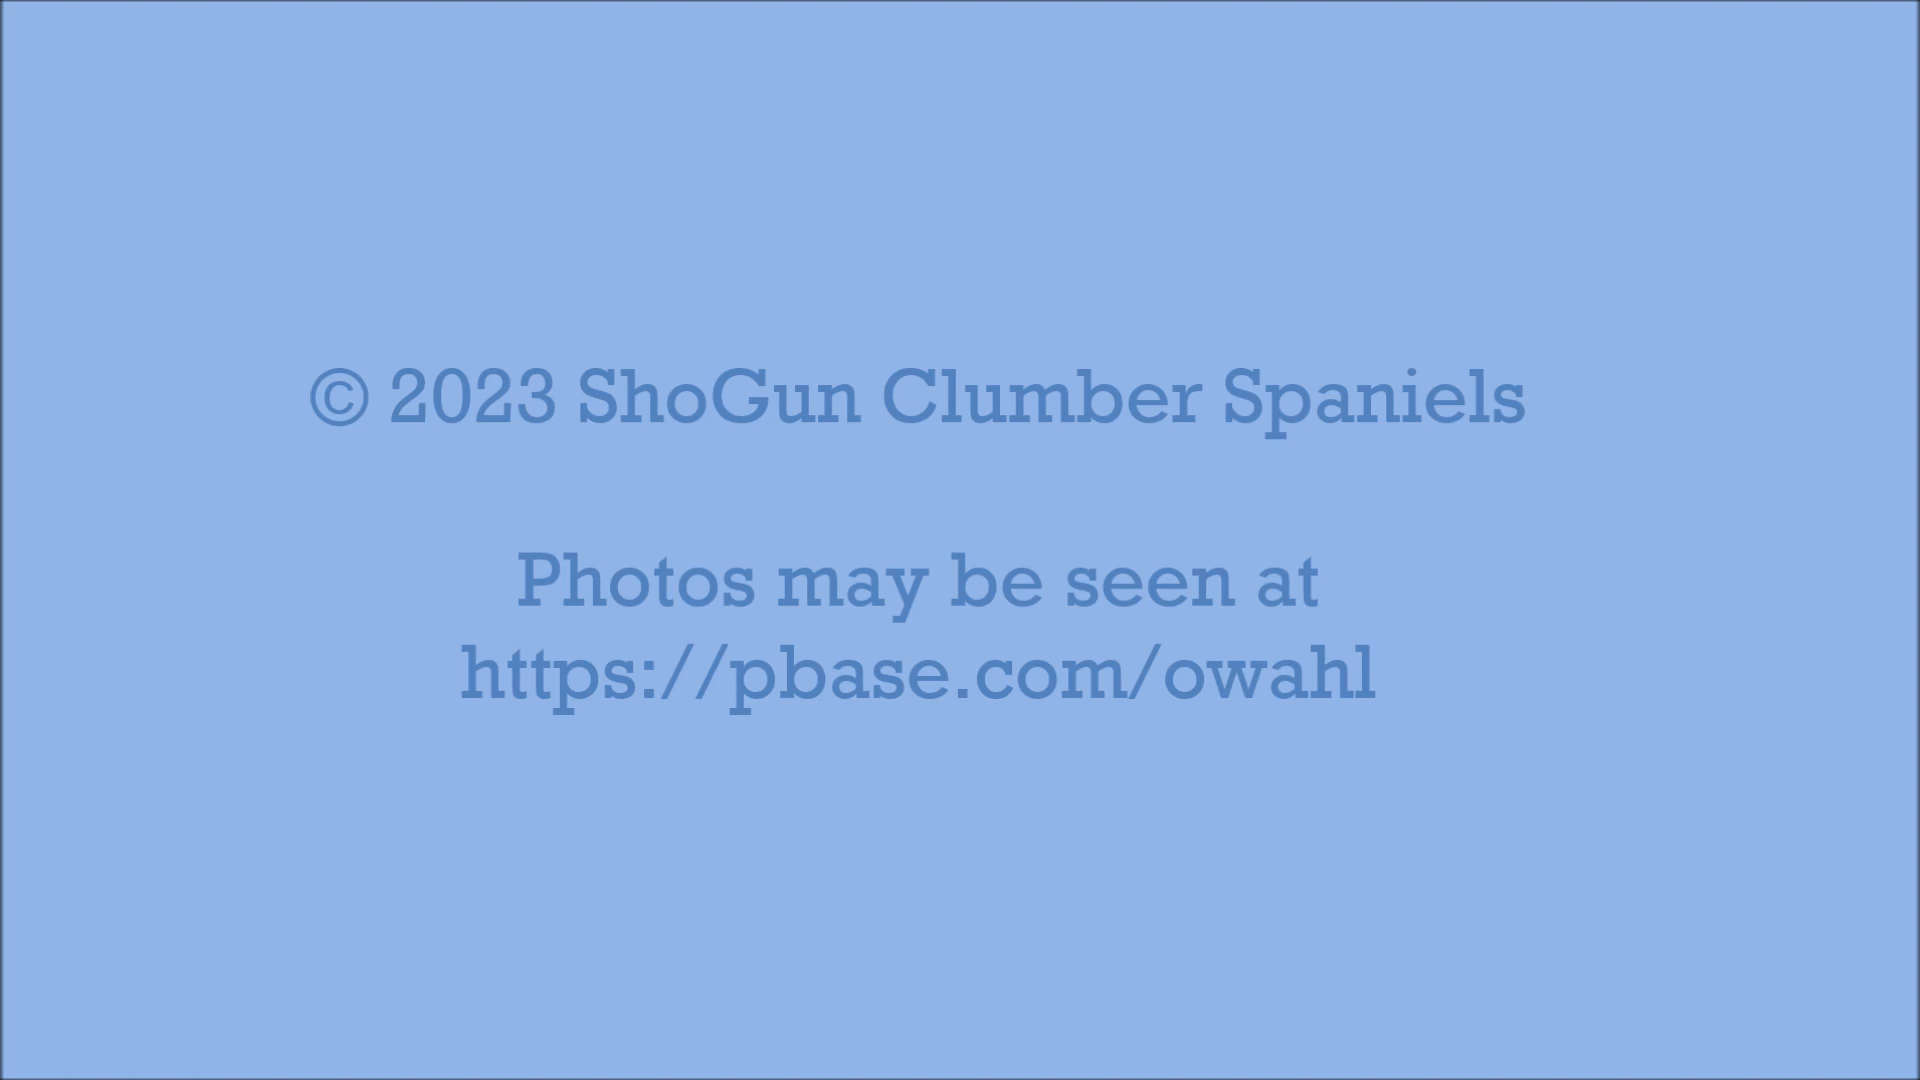 © 2023 ShoGun Clumber Spaniels
Photos may be seen at
https://pbase.com/owahl